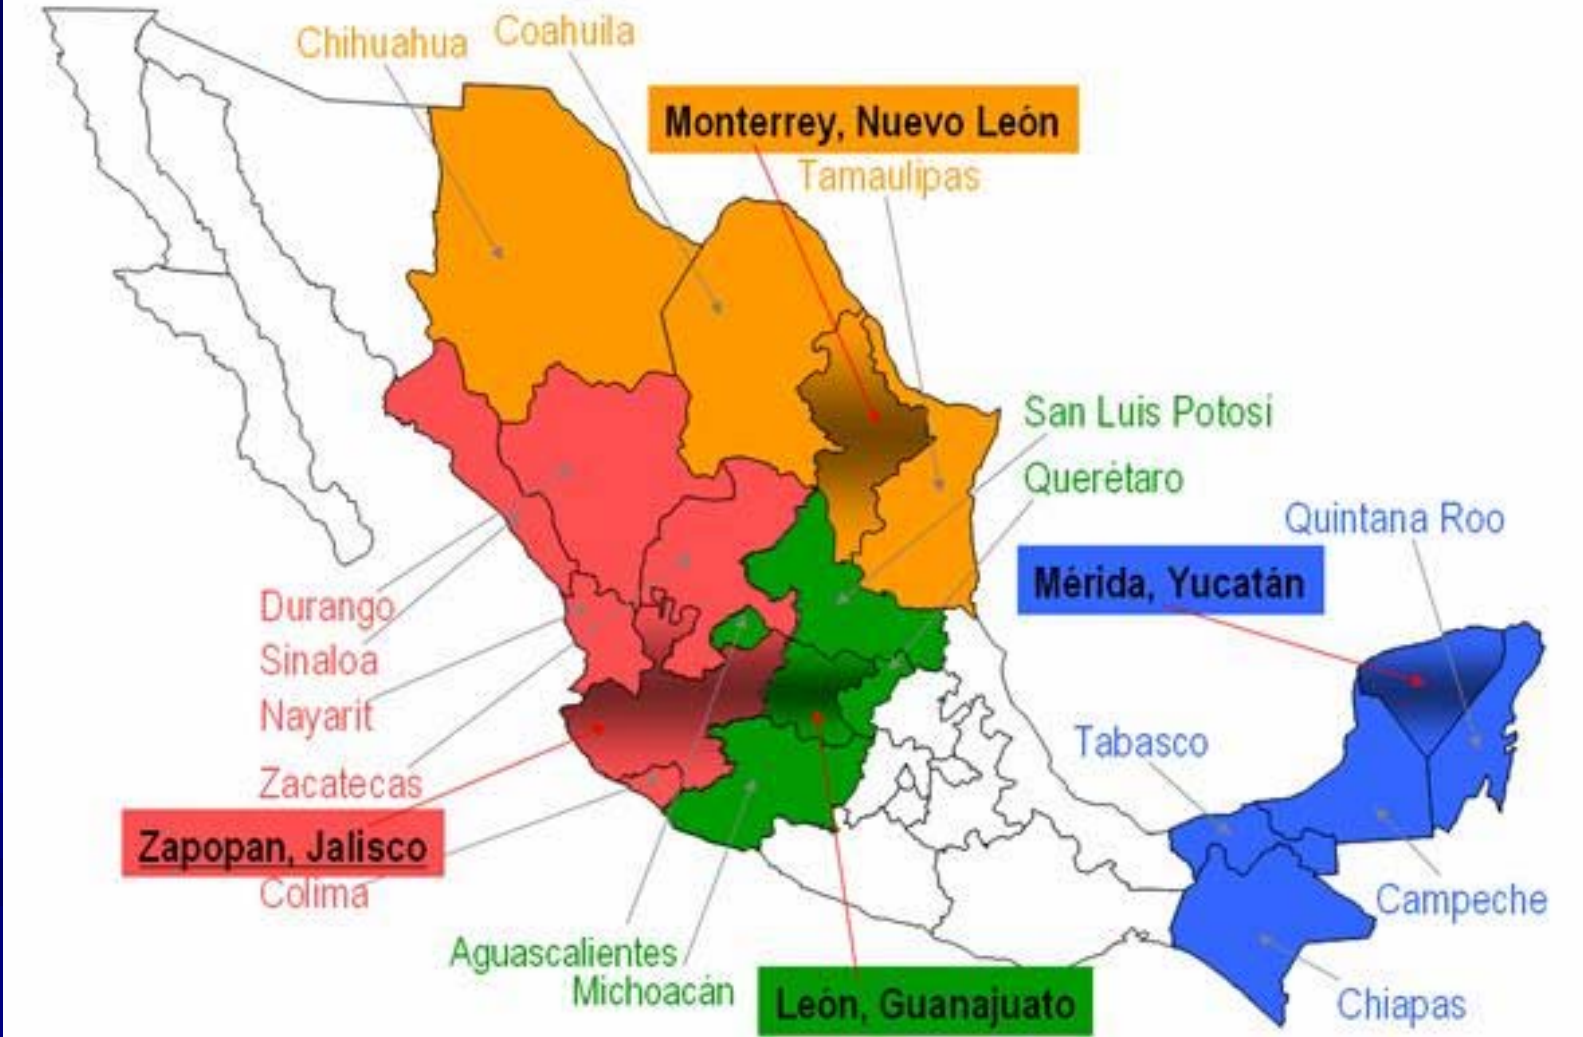 Chihuahua
Coahuila
Monterrey, Nuevo León
Tamaulipas
San Luis Potosí
Querétaro
Quintana Roo
Mérida, Yucatán
Durango
Sinaloa
Nayarit
Zacatecas
Zapopan, Jalisco
Colima
Tabasco
Campeche
Chiapas
Aguascalientes
Michoacán
León, Guanajuato